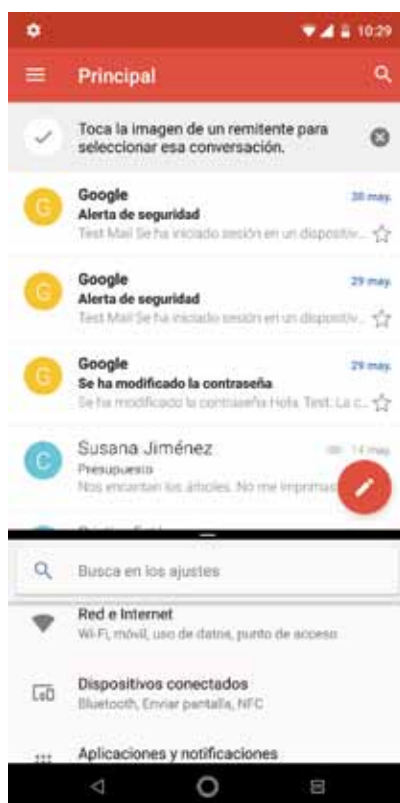 10:29
Principal
Toca la imagen de un remitente para
seleccionar esa conversación.
Google
30 may.
Alerta de seguridad
Test Mail Se ha iniciado sesión en un dispositiv...
Google
29 may.
Alerta de seguridad
Test Mail Se ha iniciado sesión en un dispositiv...
Google
29 may.
Se ha modificado la contraseña
Se ha modificado la contraseña Hola, Test: La c...
Susana Jiménez
14 may.
Presupuesto
Nos encantan los árboles. No me imprimas
Busca en los ajustes
Red e Internet
Wi-Fi, móvil, uso de datos, punto de acceso
Dispositivos conectados
Bluetooth, Enviar pantalla, NFC
Aplicaciones y notificaciones